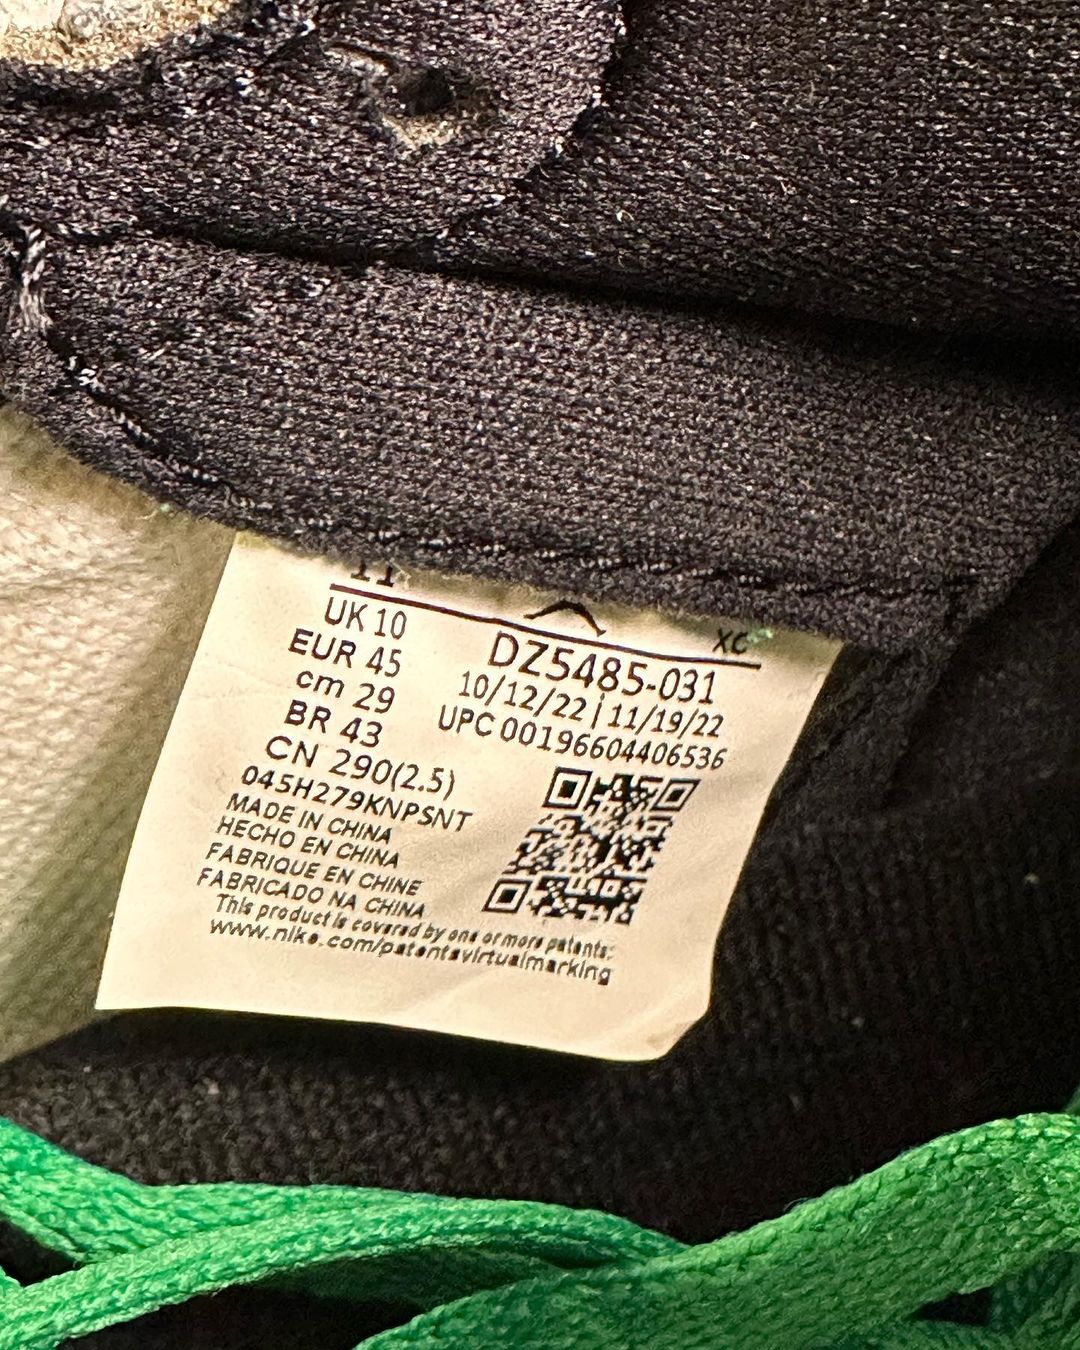 11
UK 10
EUR 45
cm 29
BR 43
CN 290(2.5)
045H279KNPSNT
MADE IN CHINA
HECHO EN CHINA
FABRIQUE EN CHINE
FABRICADO NA CHINA
This product is covered by one or more patents:
www.nike.com/patentsvirtualmarking
XC
DZ5485-031
10/12/22 | 11/19/22
UPC 00196604406536